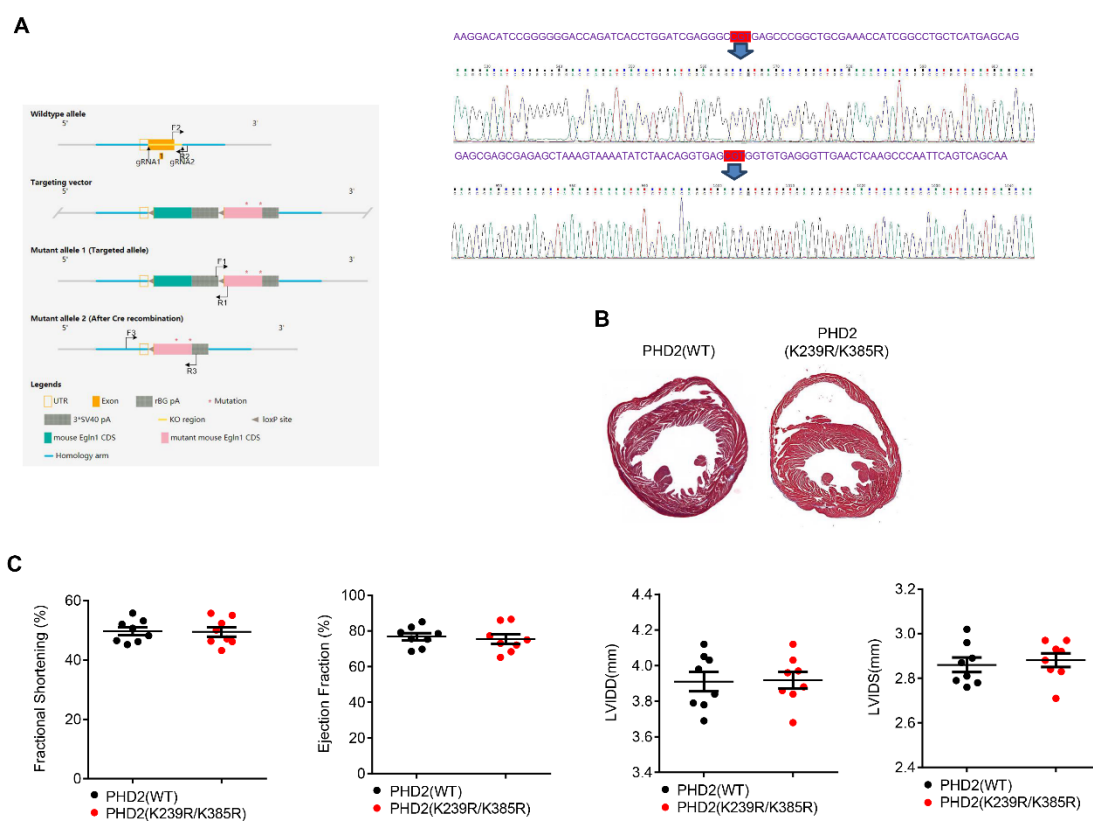 A
AAGGACATCCGGGGGGACCAGATCACCTGGATCGAGGGC
GAGCCCGGCTGCGAAACCATCGGCCTGCTCATGAGCAG
GAGCGAGCGAGAGCTAAAGTAAAATATCTAACAGGTGAG
GGTGTGAGGGTTGAACTCAAGCCCAATTCAGTCAGCAA
Wildtype allele
5'
3'
F2
gRNA1
1
gRNA2
R2
Targeting vector
Mutant allele 1 (Targeted allele)
5'
3'
F1
R1
Mutant allele 2 (After Cre recombination)
5'
3'
F3
R3
Legends
UTR
Exon
rBG pA
Mutation
3*SV40 pA
KO region
loxP site
mouse Egln1 CDS
mutant mouse Egln1 CDS
Homology arm
B
PHD2(WT)
PHD2
(K239R/K385R)
C
Fractional Shortening (%)
60
40
20
0
PHD2(WT)
PHD2(K239R/K385R)
Ejection Fraction (%)
100
80
60
40
20
0
PHD2(WT)
PHD2(K239R/K385R)
LVIDD(mm)
4.4
4.2
4.0
3.8
3.6
3.4
PHD2(WT)
PHD2(K239R/K385R)
LVIDS(mm)
3.2
3.0
2.8
2.6
2.4
PHD2(WT)
PHD2(K239R/K385R)